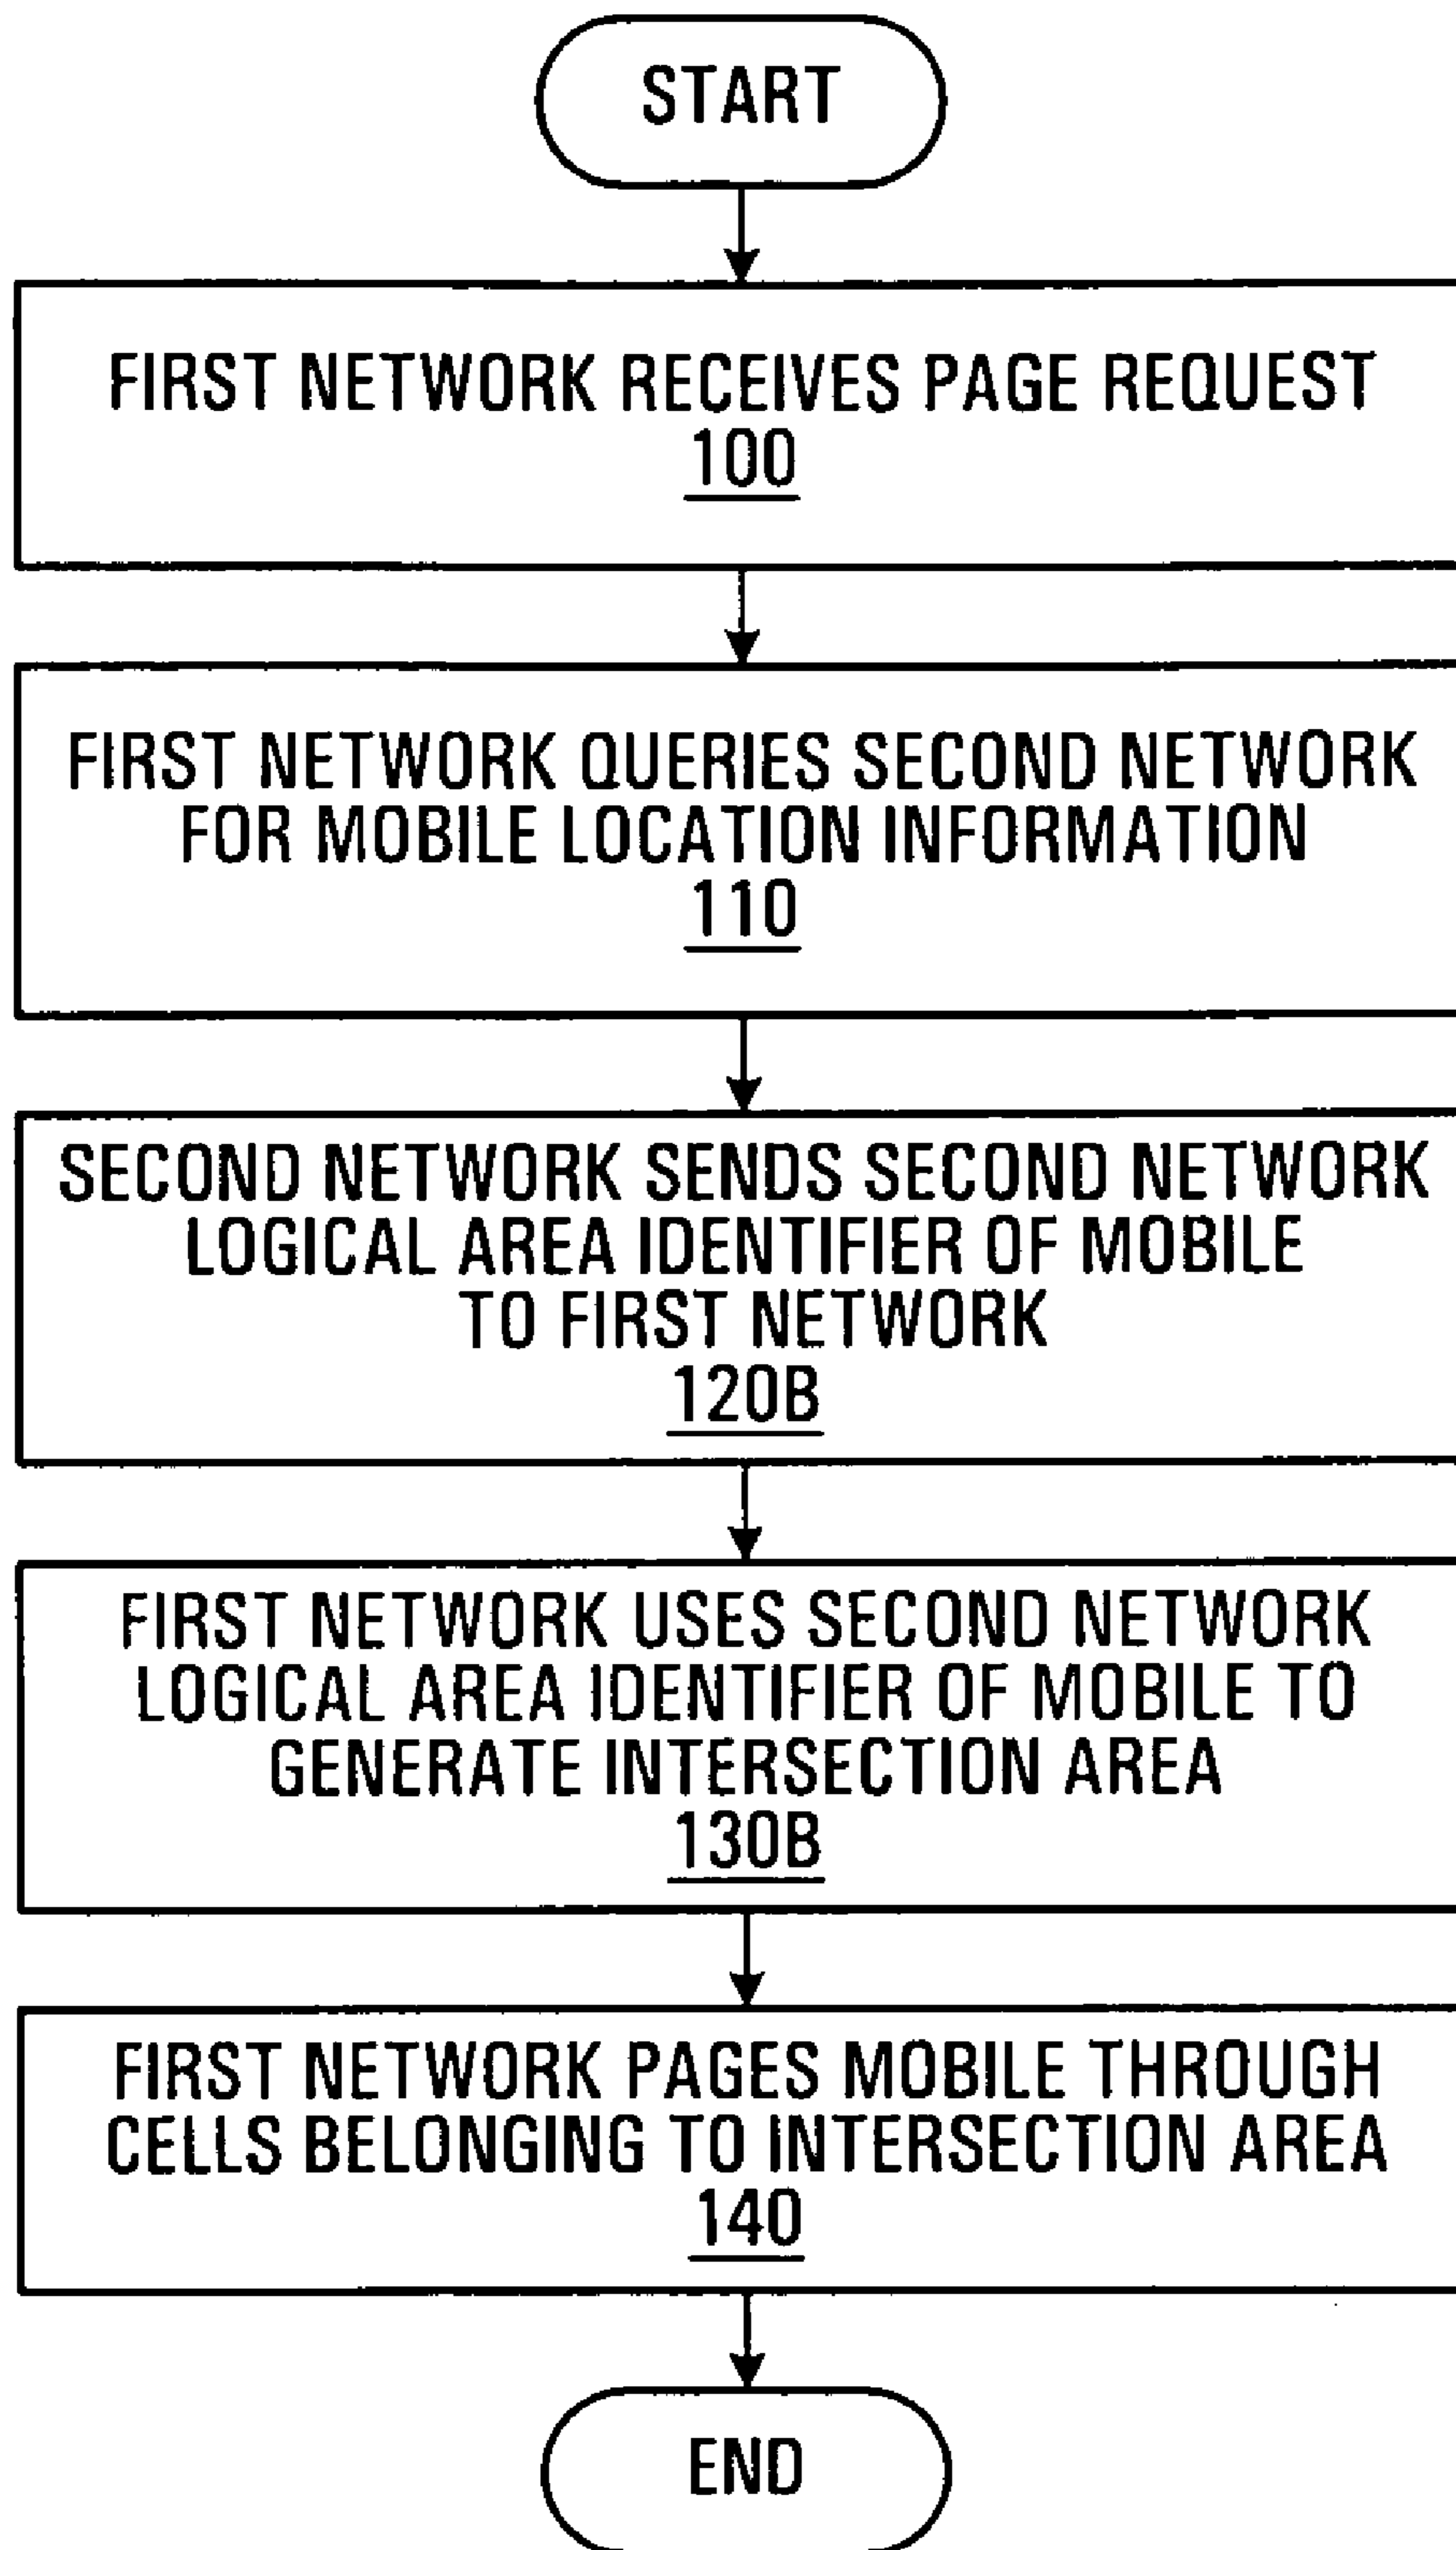 START
FIRST NETWORK RECEIVES PAGE REQUEST
100
FIRST NETWORK QUERIES SECOND NETWORK
FOR MOBILE LOCATION INFORMATION
110
SECOND NETWORK SENDS SECOND NETWORK
LOGICAL AREA IDENTIFIER OF MOBILE
TO FIRST NETWORK
120B
FIRST NETWORK USES SECOND NETWORK
LOGICAL AREA IDENTIFIER OF MOBILE TO
GENERATE INTERSECTION AREA
130B
FIRST NETWORK PAGES MOBILE THROUGH
CELLS BELONGING TO INTERSECTION AREA
140
END